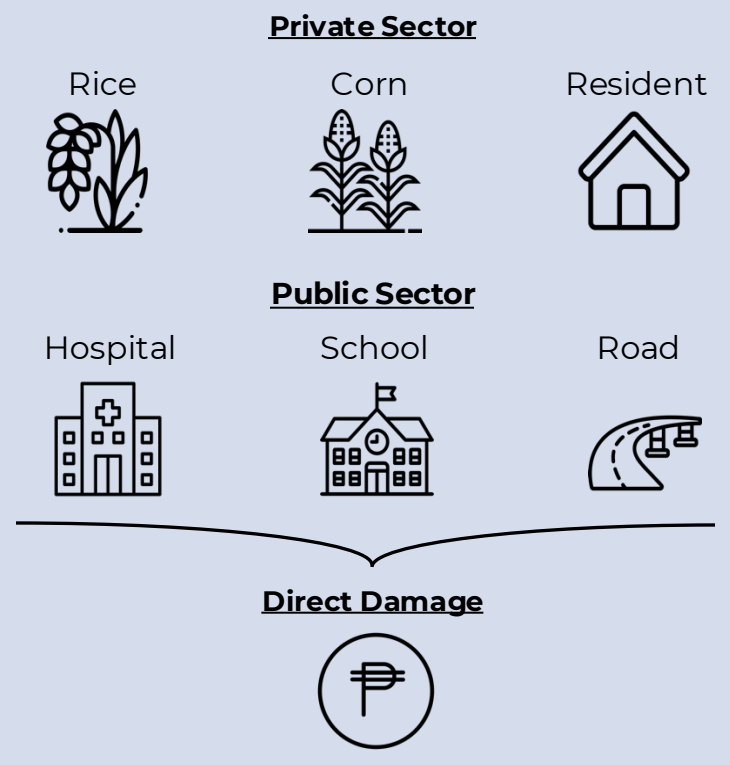 Private Sector
Rice Corn Resident
Public Sector
Hospital School Road
Direct Damage
₱